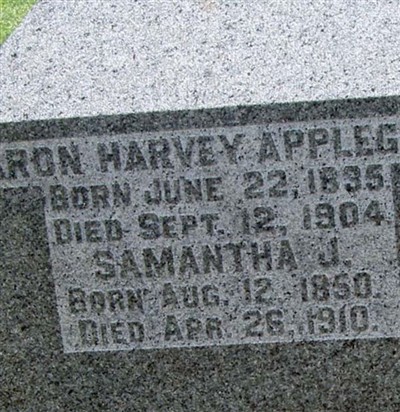 ARON HARVEY APPLEG
BORN JUNE 22, 1835
DIED SEPT. 12, 1904
SAMANTHA J.
BORN AUG. 12, 1850.
DIED APR. 26, 1910.